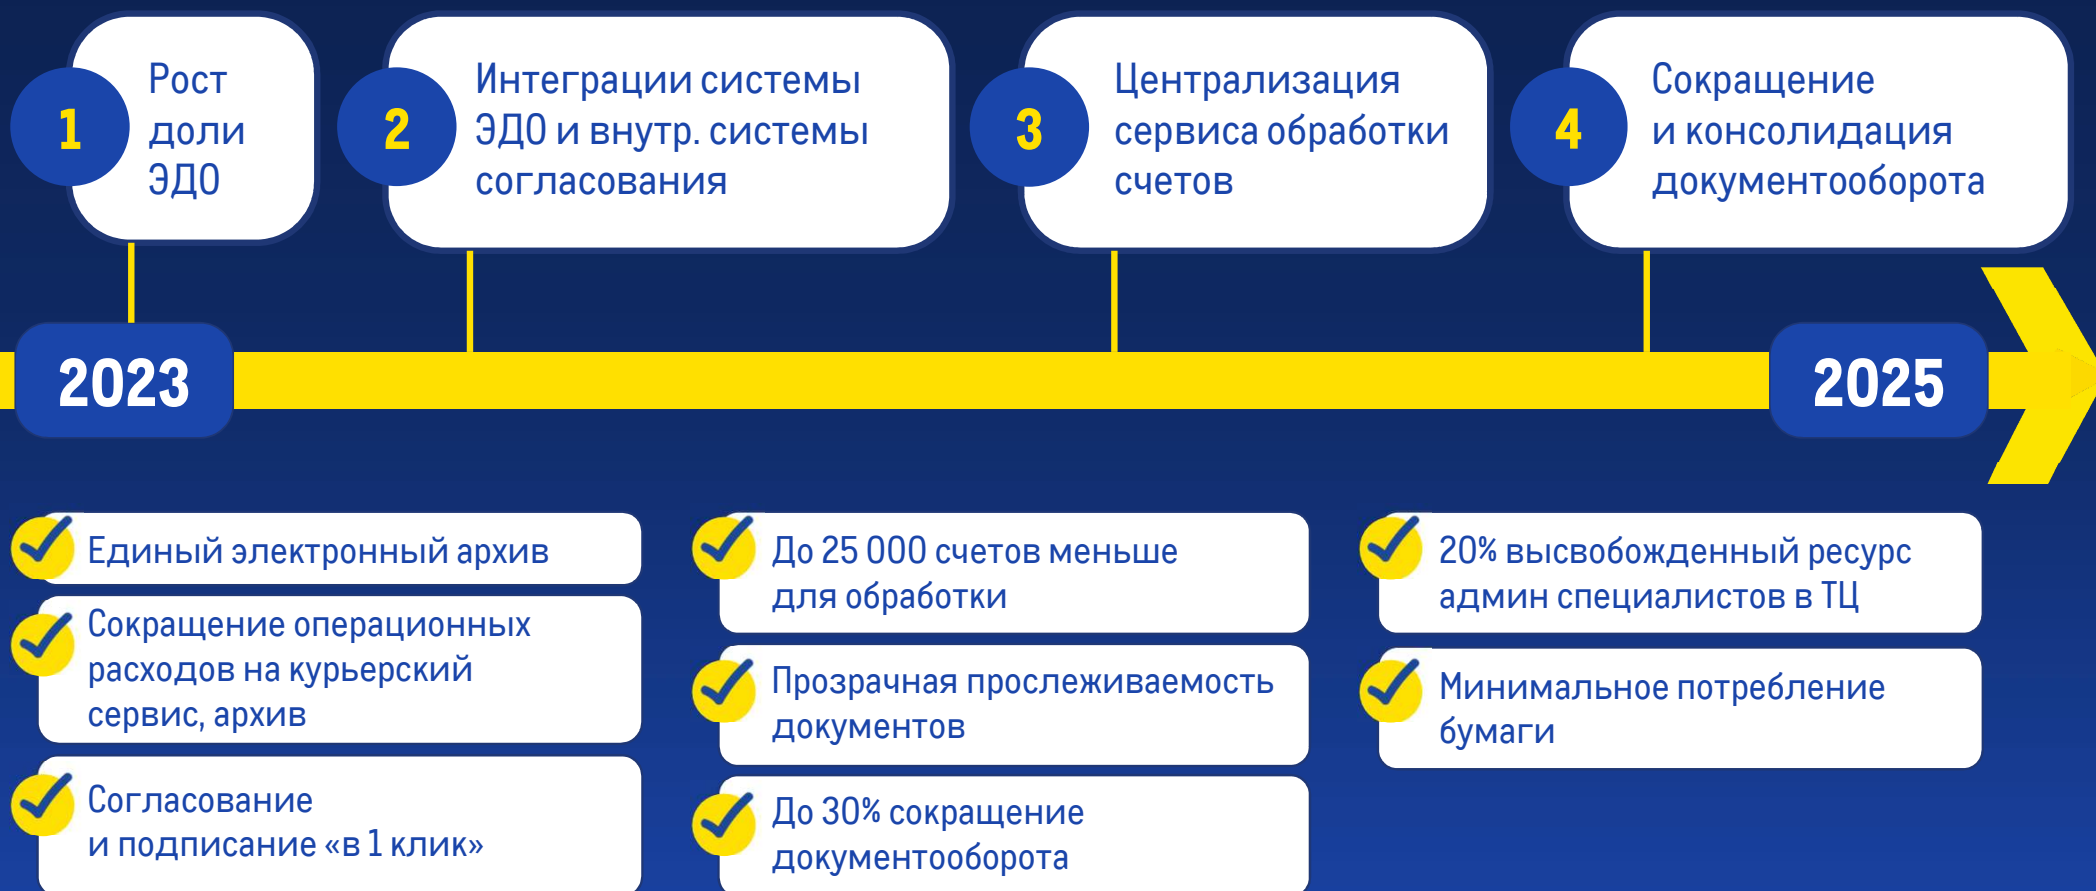 1
Рост
доли
ЭДО
2
Интеграции системы
ЭДО и внутр. системы
согласования
3
Централизация
сервиса обработки
счетов
4
Сокращение
и консолидация
документооборота
2023
2025
Единый электронный архив
Сокращение операционных
расходов на курьерский
сервис, архив
Согласование
и подписание «в 1 клик»
До 25 000 счетов меньше
для обработки
Прозрачная прослеживаемость
документов
До 30% сокращение
документооборота
20% высвобожденный ресурс
админ специалистов в ТЦ
Минимальное потребление
бумаги